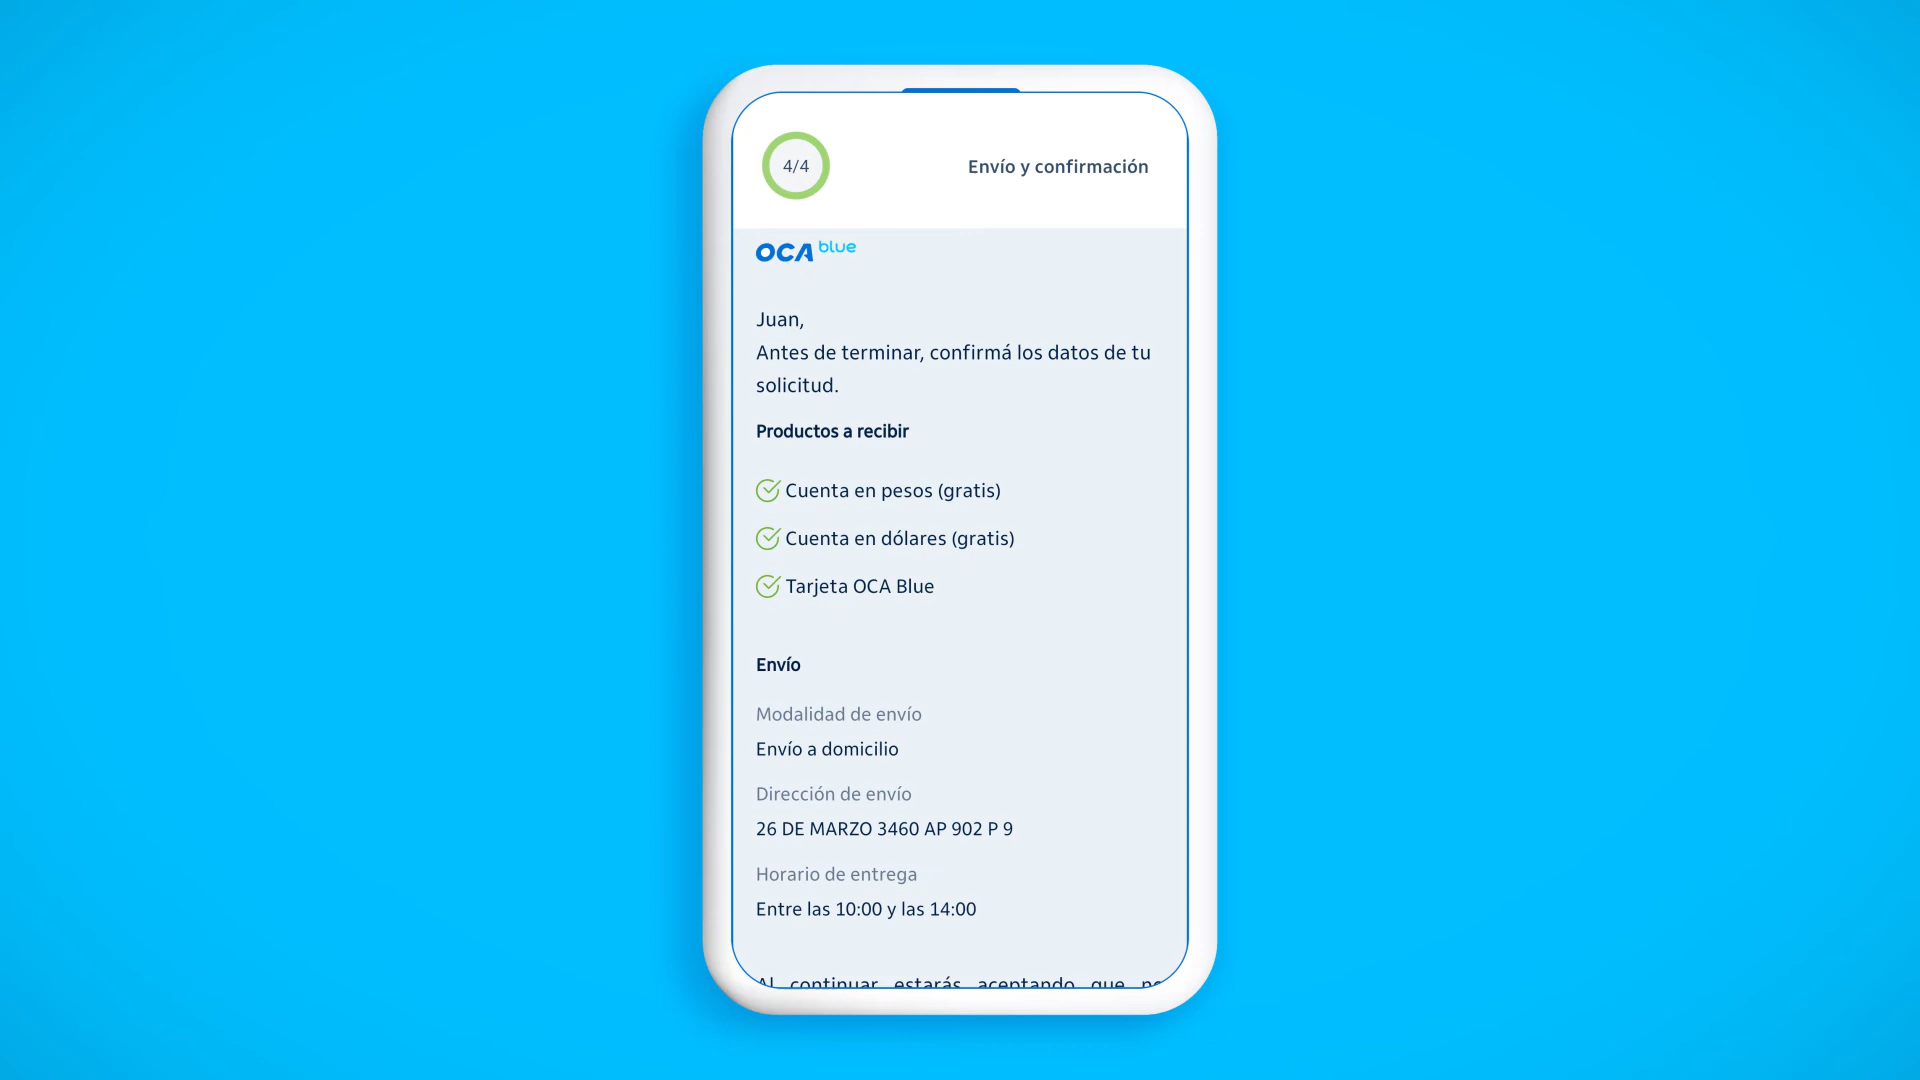 4/4
Envío y confirmación
OCA blue
Juan,
Antes de terminar, confirmá los datos de tu
solicitud.
Productos a recibir
Cuenta en pesos (gratis)
Cuenta en dólares (gratis)
Tarjeta OCA Blue
Envío
Modalidad de envío
Envío a domicilio
Dirección de envío
26 DE MARZO 3460 AP 902 P 9
Horario de entrega
Entre las 10:00 y las 14:00
Al continuar estarás aceptando que